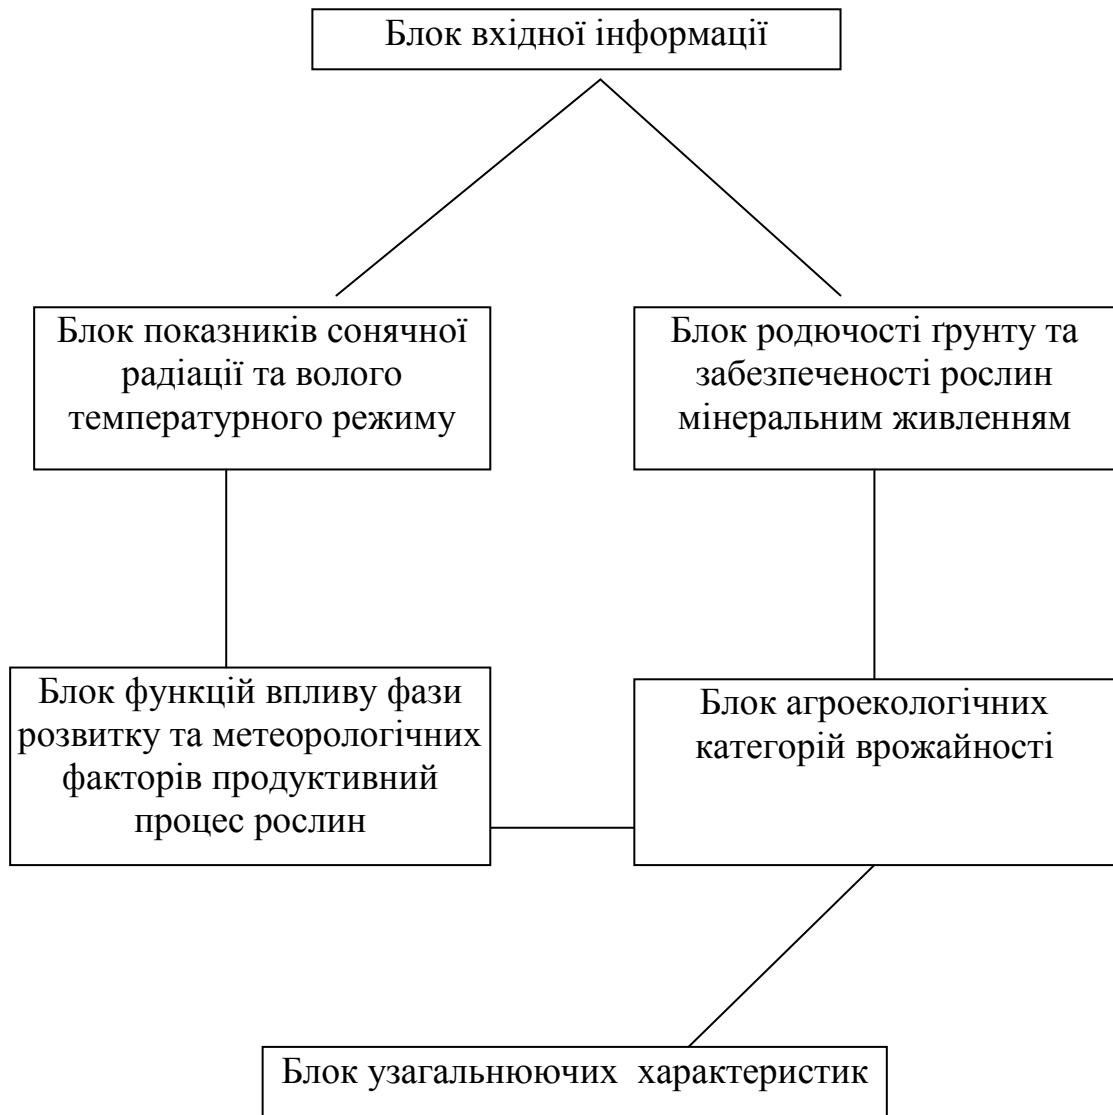 Блок вхідної інформації
Блок показників сонячної
радіації та волого
температурного режиму
Блок родючості ґрунту та
забезпеченості рослин
мінеральним живленням
Блок функцій впливу фази
розвитку та метеорологічних
факторів продуктивний
процес рослин
Блок агроекологічних
категорій врожайності
Блок узагальнюючих характеристик